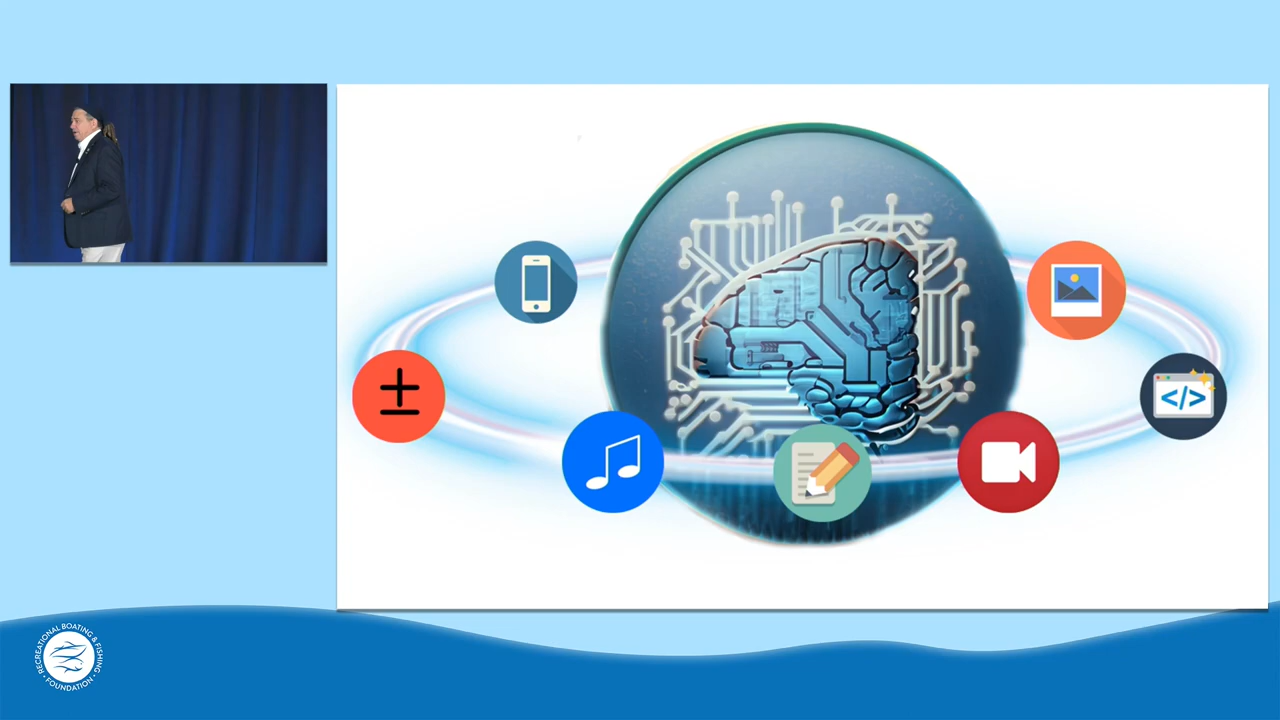 </>
RECREATIONAL BOATING & FISHING
• FOUNDATION •